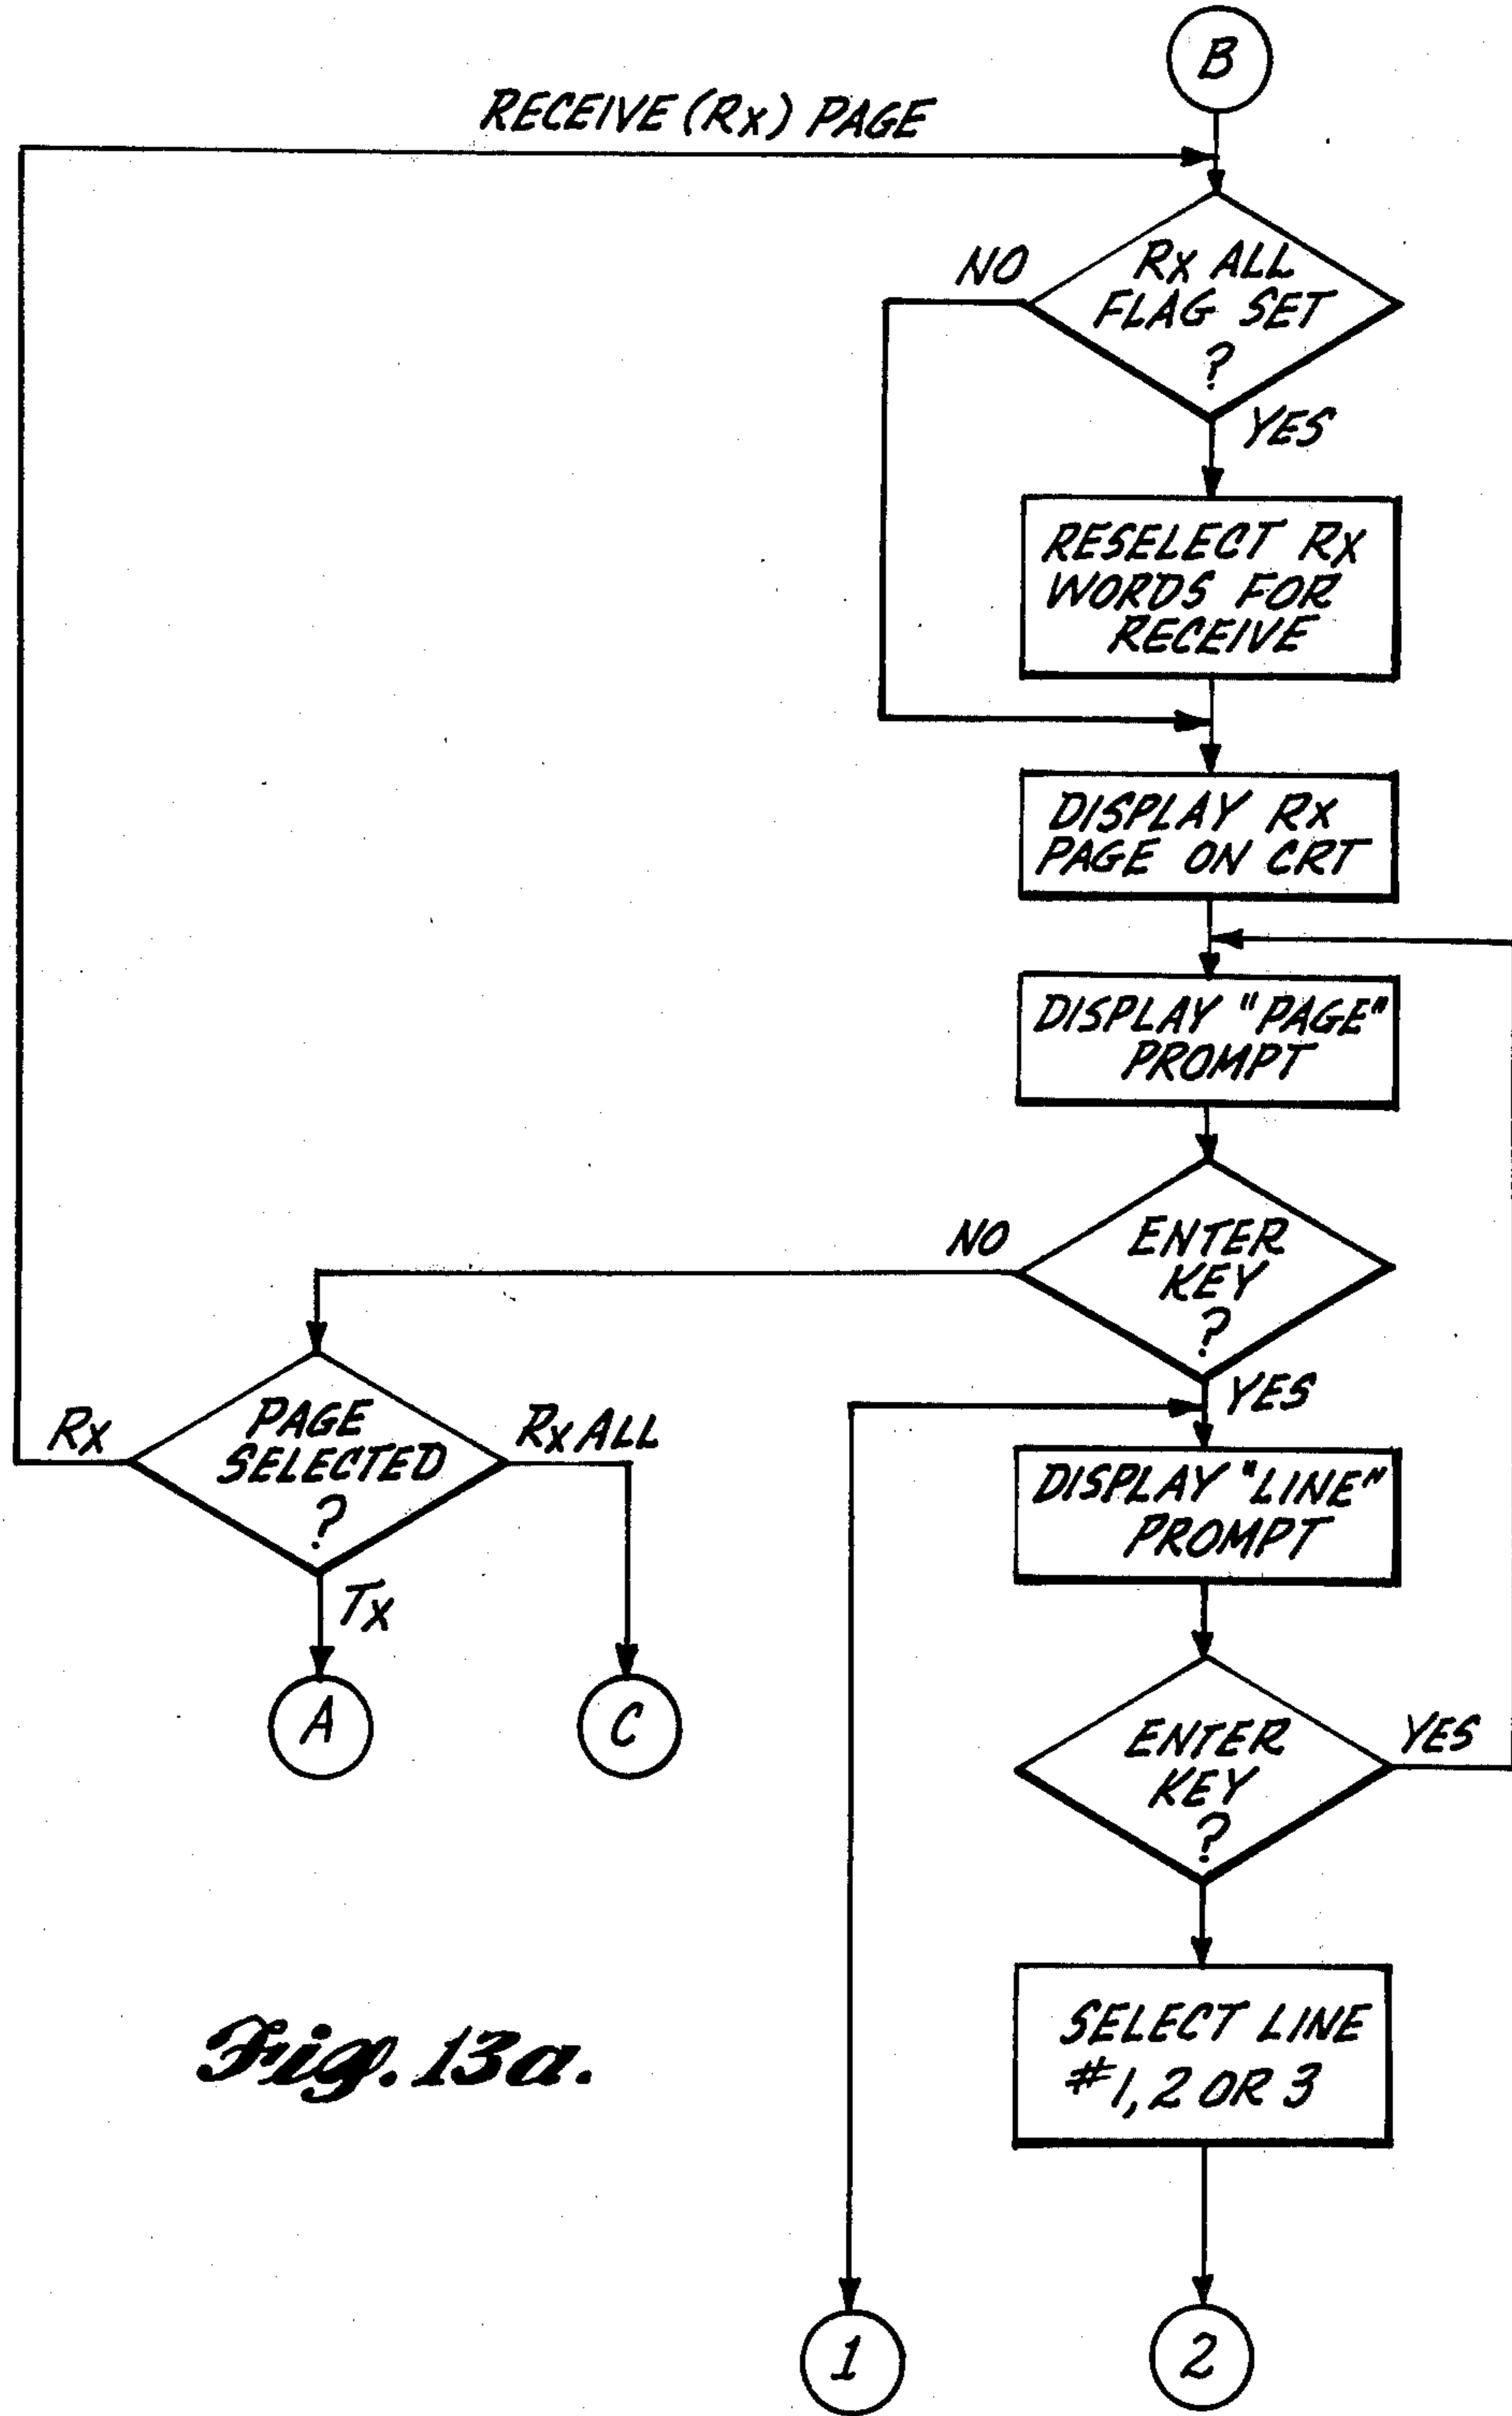 B
RECEIVE (Rx) PAGE
NO
Rx ALL
FLAG SET
?
YES
RESELECT Rx
WORDS FOR
RECEIVE
DISPLAY Rx
PAGE ON CRT
DISPLAY "PAGE"
PROMPT
NO
ENTER
KEY
?
YES
Rx
PAGE
SELECTED
?
Rx ALL
Tx
A
C
DISPLAY "LINE"
PROMPT
ENTER
KEY
?
YES
SELECT LINE
#1, 2 OR 3
Fig. 13a.
1
2